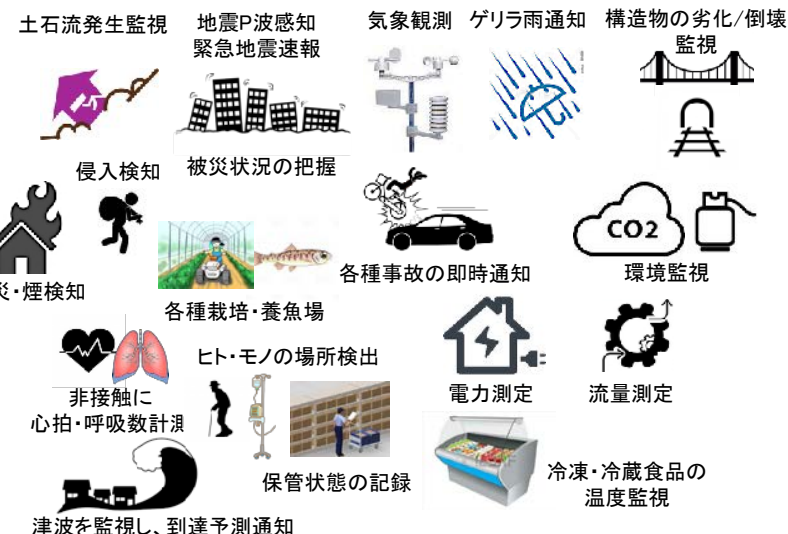 土石流発生監視
地震P波感知
緊急地震速報
気象観測
ゲリラ雨通知
構造物の劣化/倒壊
監視
侵入検知
被災状況の把握
CO2
災・煙検知
各種栽培・養魚場
各種事故の即時通知
環境監視
ヒト・モノの場所検出
非接触に
心拍・呼吸数計測
電力測定
流量測定
保管状態の記録
冷凍・冷蔵食品の
温度監視
津波を監視し、到達予測通知